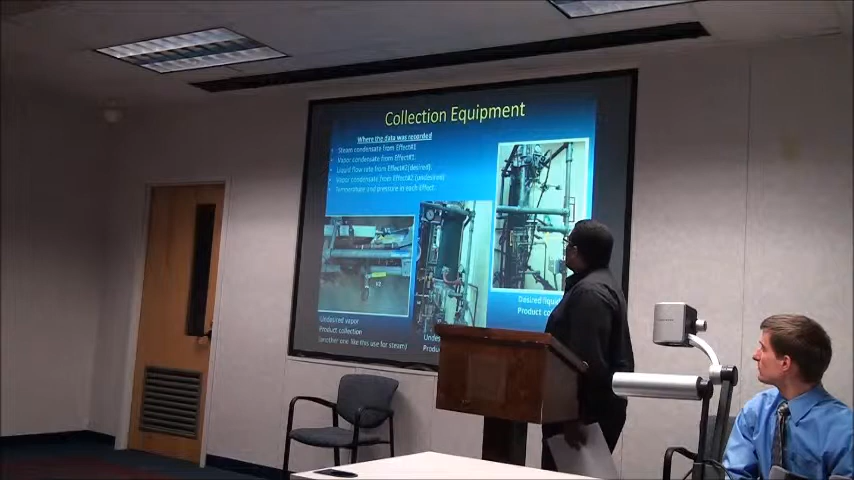 Collection Equipment
Where the data was recorded
Steam condensate from Effect#1
Vapor condensate from Effect#1
Liquid flow rate from Effect#2(desired)
Vapor condensate from Effect#2 (undesired)
Temperature and pressure in each Effect
V2
Undesired vapor
Product collection
(another one like this use for steam)
Desired liquid
Product
Product